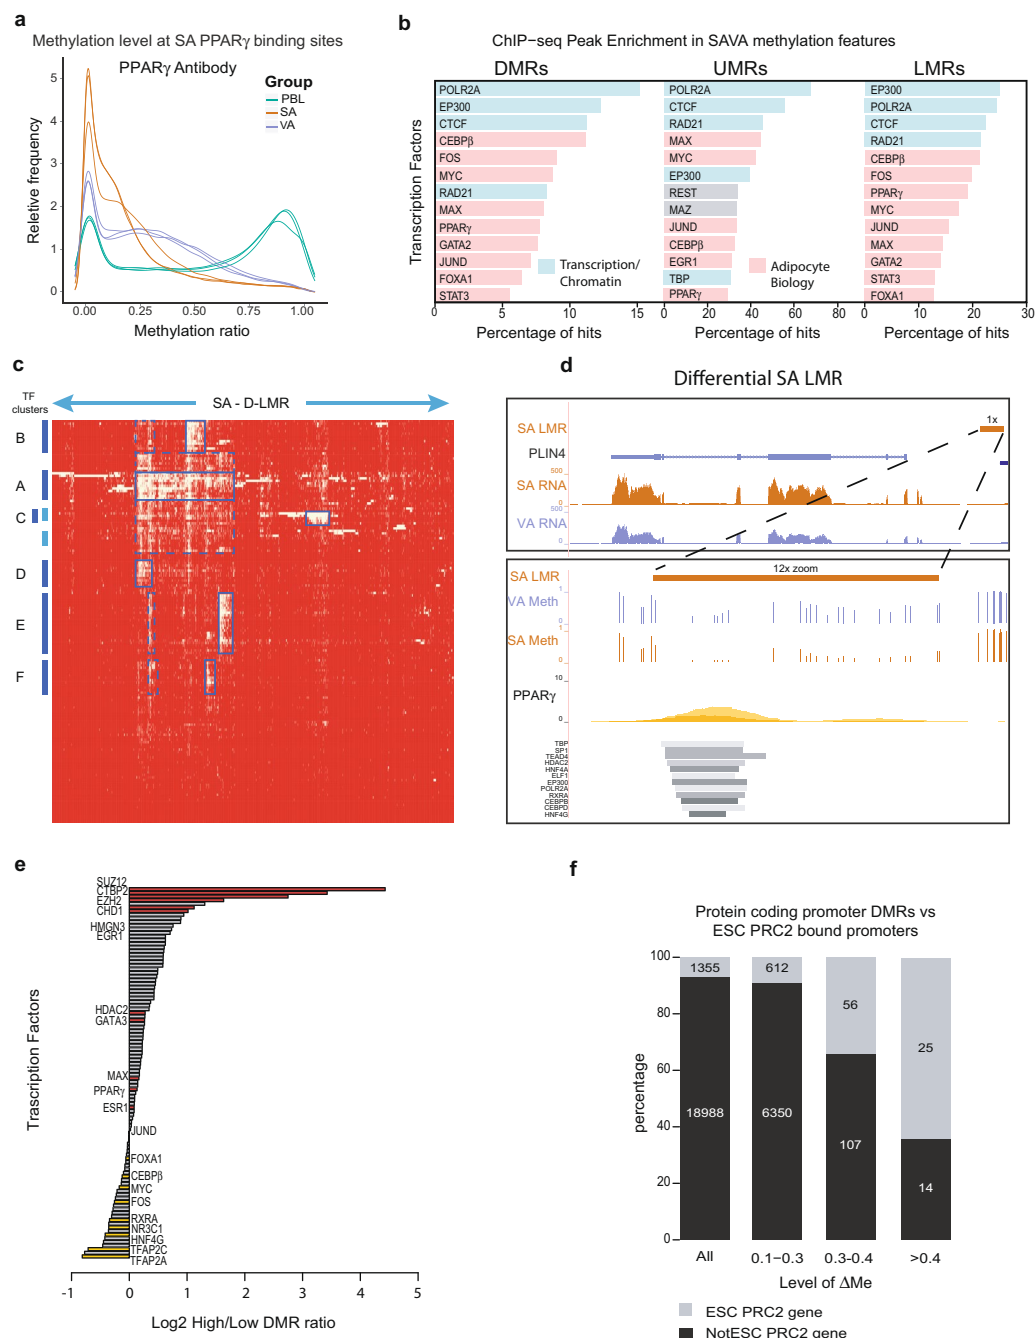 a
Methylation level at SA PPARγ binding sites
PPARγ Antibody
Group
PBL
SA
VA
Relative frequency
5
4
3
2
1
0
0.00
0.25
0.50
0.75
1.00
Methylation ratio
b
ChIP−seq Peak Enrichment in SAVA methylation features
DMRs
UMRs
LMRs
Transcription Factors
POLR2A
EP300
CTCF
CEBPβ
FOS
MYC
RAD21
MAX
PPARγ
GATA2
JUND
FOXA1
STAT3
0
5
10
15
Percentage of hits
POLR2A
CTCF
RAD21
MAX
MYC
EP300
REST
MAZ
JUND
CEBPβ
EGR1
TBP
PPARγ
0
20
40
60
80
Percentage of hits
EP300
POLR2A
CTCF
RAD21
CEBPβ
FOS
PPARγ
MYC
JUND
MAX
GATA2
STAT3
FOXA1
0
10
20
30
Percentage of hits
Transcription/
Chromatin
Adipocyte
Biology
c
TF
clusters
SA - D-LMR
B
A
C
D
E
F
d
Differential SA LMR
SA LMR
1x
PLIN4
500
SA RNA
0
500
VA RNA
0
12x zoom
SA LMR
1
VA Meth
0
1
SA Meth
0
10
PPARγ
0
TBP
SP1
TEAD4
HDAC2
HNF4A
ELF1
EP300
POLR2A
RXRA
CEBPB
CEBPD
HNF4G
e
Trascription Factors
SUZ12
CTBP2
EZH2
CHD1
HMGN3
EGR1
HDAC2
GATA3
MAX
PPARγ
ESR1
JUND
FOXA1
CEBPβ
MYC
FOS
RXRA
NR3C1
HNF4G
TFAP2C
TFAP2A
-1
0
1
2
3
4
5
Log2 High/Low DMR ratio
f
Protein coding promoter DMRs vs
ESC PRC2 bound promoters
percentage
100
80
60
40
20
0
1355
612
56
25
18988
6350
107
14
All
0.1−0.3
0.3-0.4
>0.4
Level of ΔMe
ESC PRC2 gene
NotESC PRC2 gene